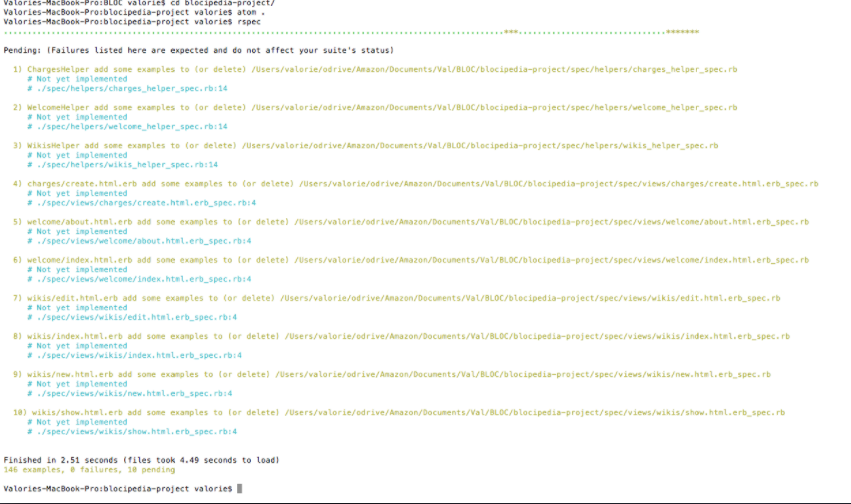 Valories-MacBook-Pro:BLOC valorie$ cd blocipedia-project/
Valories-MacBook-Pro:blocipedia-project valorie$ atom .
Valories-MacBook-Pro:blocipedia-project valorie$ rspec
Pending: (Failures listed here are expected and do not affect your suite's status)
1) ChargesHelper add some examples to (or delete) /Users/valorie/odrive/Amazon/Documents/Val/BLOC/blocipedia-project/spec/helpers/charges_helper_spec.rb
# Not yet implemented
# ./spec/helpers/charges_helper_spec.rb:14
2) WelcomeHelper add some examples to (or delete) /Users/valorie/odrive/Amazon/Documents/Val/BLOC/blocipedia-project/spec/helpers/welcome_helper_spec.rb
# Not yet implemented
# ./spec/helpers/welcome_helper_spec.rb:14
3) WikisHelper add some examples to (or delete) /Users/valorie/odrive/Amazon/Documents/Val/BLOC/blocipedia-project/spec/helpers/wikis_helper_spec.rb
# Not yet implemented
# ./spec/helpers/wikis_helper_spec.rb:14
4) charges/create.html.erb add some examples to (or delete) /Users/valorie/odrive/Amazon/Documents/Val/BLOC/blocipedia-project/spec/views/charges/create.html.erb_spec.rb
# Not yet implemented
# ./spec/views/charges/create.html.erb_spec.rb:4
5) welcome/about.html.erb add some examples to (or delete) /Users/valorie/odrive/Amazon/Documents/Val/BLOC/blocipedia-project/spec/views/welcome/about.html.erb_spec.rb
# Not yet implemented
# ./spec/views/welcome/about.html.erb_spec.rb:4
6) welcome/index.html.erb add some examples to (or delete) /Users/valorie/odrive/Amazon/Documents/Val/BLOC/blocipedia-project/spec/views/welcome/index.html.erb_spec.rb
# Not yet implemented
# ./spec/views/welcome/index.html.erb_spec.rb:4
7) wikis/edit.html.erb add some examples to (or delete) /Users/valorie/odrive/Amazon/Documents/Val/BLOC/blocipedia-project/spec/views/wikis/edit.html.erb_spec.rb
# Not yet implemented
# ./spec/views/wikis/edit.html.erb_spec.rb:4
8) wikis/index.html.erb add some examples to (or delete) /Users/valorie/odrive/Amazon/Documents/Val/BLOC/blocipedia-project/spec/views/wikis/index.html.erb_spec.rb
# Not yet implemented
# ./spec/views/wikis/index.html.erb_spec.rb:4
9) wikis/new.html.erb add some examples to (or delete) /Users/valorie/odrive/Amazon/Documents/Val/BLOC/blocipedia-project/spec/views/wikis/new.html.erb_spec.rb
# Not yet implemented
# ./spec/views/wikis/new.html.erb_spec.rb:4
10) wikis/show.html.erb add some examples to (or delete) /Users/valorie/odrive/Amazon/Documents/Val/BLOC/blocipedia-project/spec/views/wikis/show.html.erb_spec.rb
# Not yet implemented
# ./spec/views/wikis/show.html.erb_spec.rb:4
Finished in 2.51 seconds (files took 4.49 seconds to load)
146 examples, 0 failures, 10 pending
Valories-MacBook-Pro:blocipedia-project valorie$